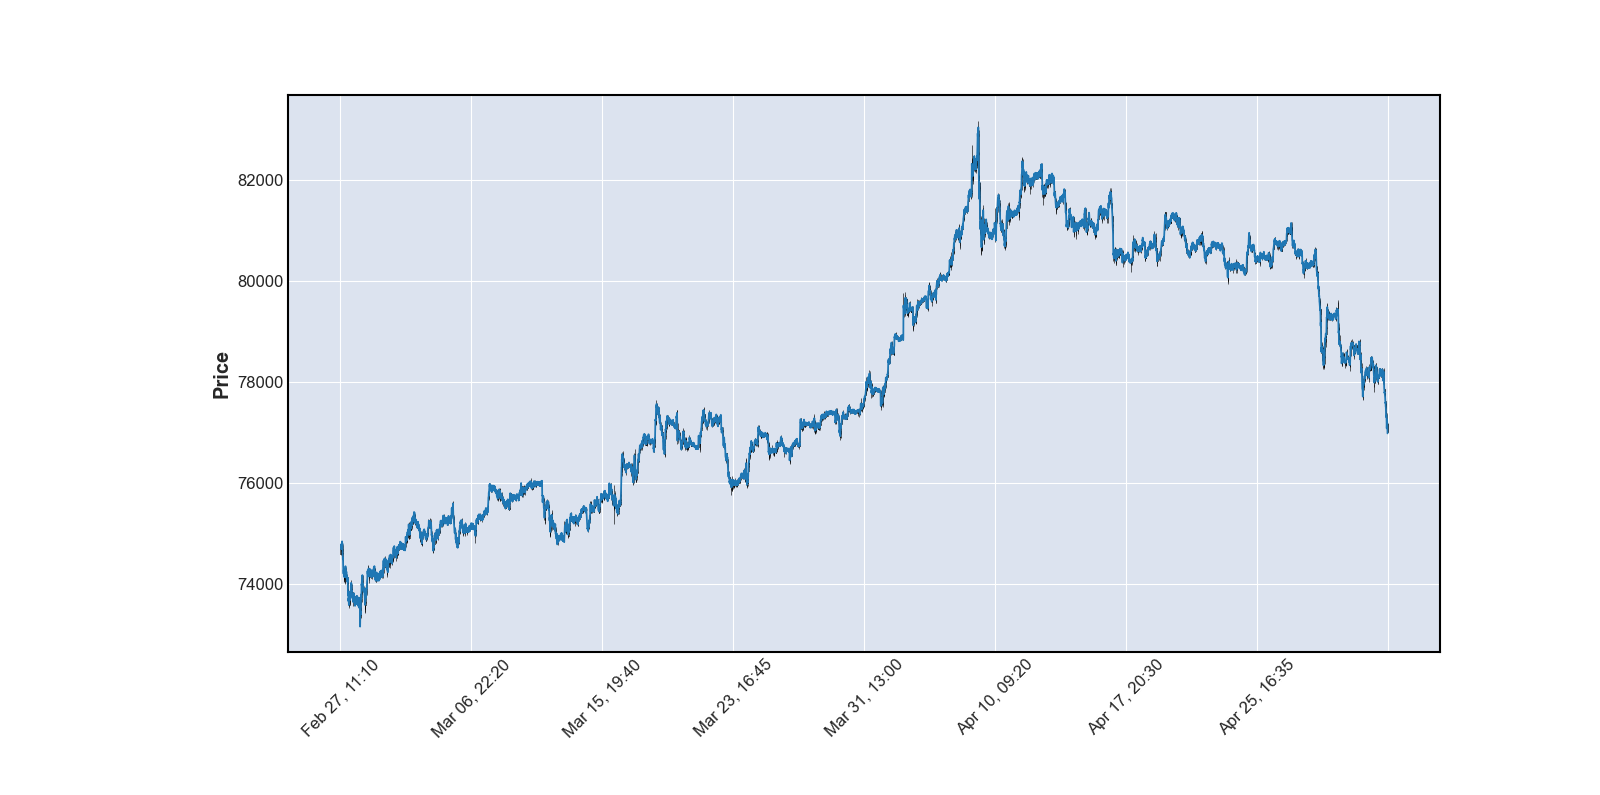 82000
80000
78000
76000
74000
Price
Feb 27, 11:10
Mar 06, 22:20
Mar 15, 19:40
Mar 23, 16:45
Mar 31, 13:00
Apr 10, 09:20
Apr 17, 20:30
Apr 25, 16:35